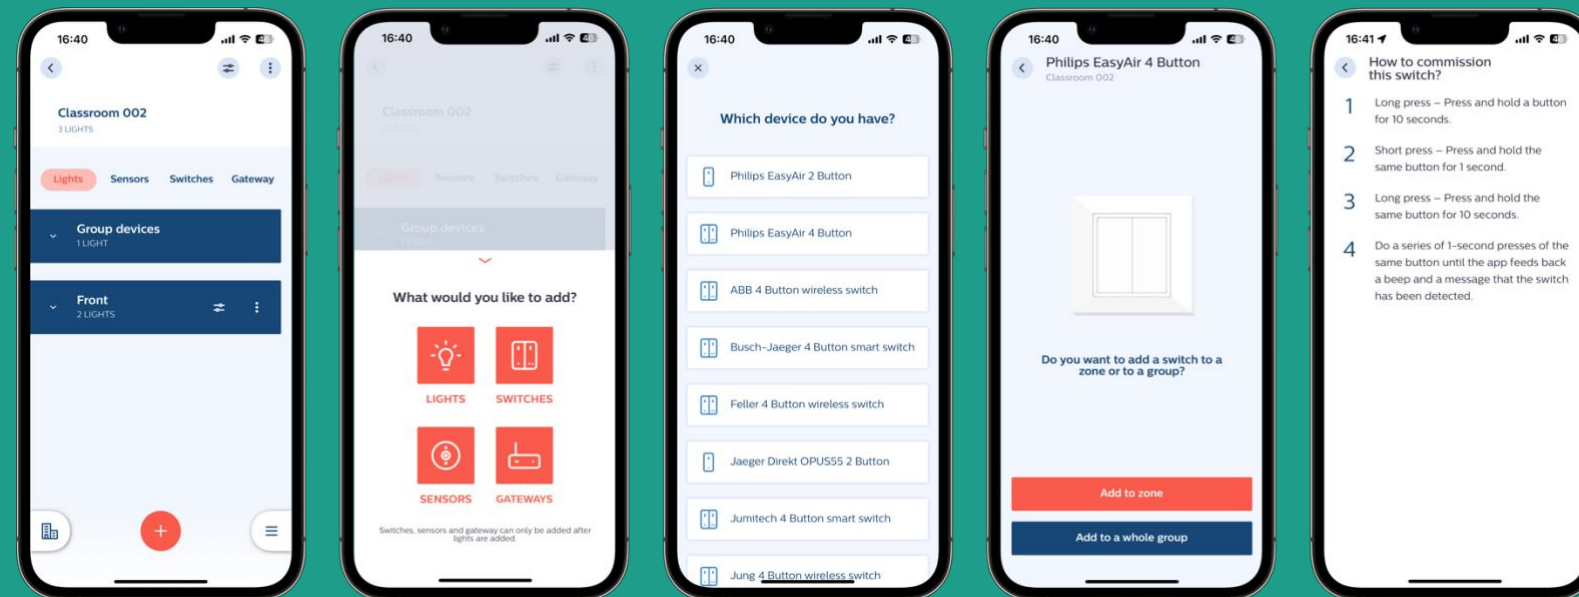 16:40
Classroom 002
3 LIGHTS
Lights Sensors Switches Gateway
Group devices
1 LIGHT
Front
2 LIGHTS
16:40
Classroom 002
3 LIGHTS
Lights Sensors Switches Gateway
Group devices
1 LIGHT
What would you like to add?
LIGHTS SWITCHES
SENSORS GATEWAYS
Switches, sensors and gateway can only be added after
lights are added.
16:40
Which device do you have?
Philips EasyAir 2 Button
Philips EasyAir 4 Button
ABB 4 Button wireless switch
Busch-Jaeger 4 Button smart switch
Feller 4 Button wireless switch
Jaeger Direkt OPUS55 2 Button
Jumitech 4 Button smart switch
Jung 4 Button wireless switch
16:40
Philips EasyAir 4 Button
Classroom 002
Do you want to add a switch to a
zone or to a group?
Add to zone
Add to a whole group
16:41
How to commission
this switch?
1 Long press – Press and hold a button
for 10 seconds.
2 Short press – Press and hold the
same button for 1 second.
3 Long press – Press and hold the
same button for 10 seconds.
4 Do a series of 1-second presses of the
same button until the app feeds back
a beep and a message that the switch
has been detected.